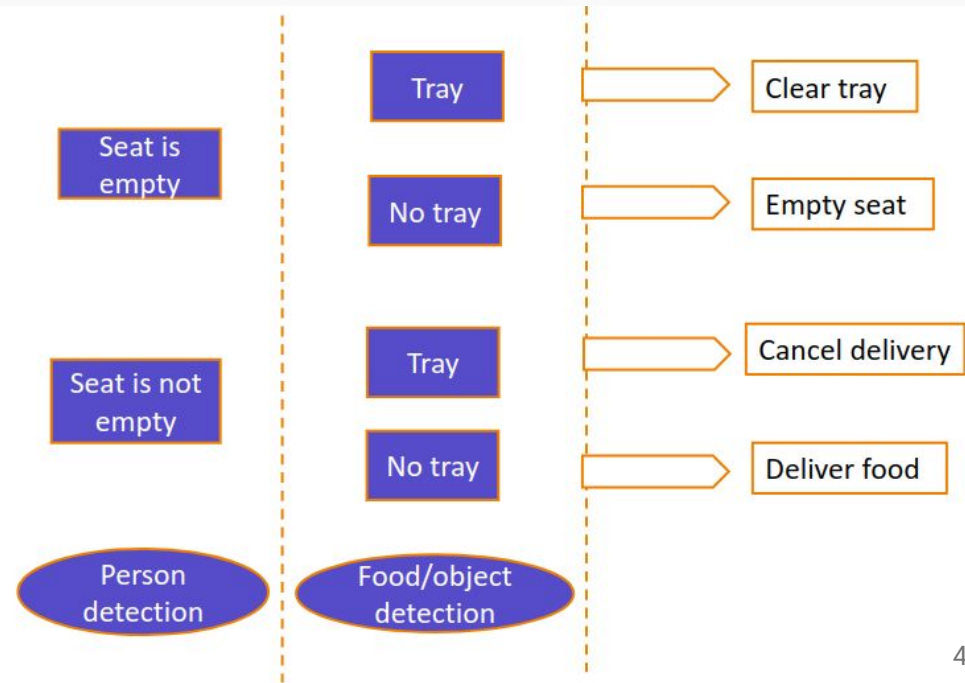 Tray
Clear tray
Seat is
empty
No tray
Empty seat
Tray
Cancel delivery
Seat is not
empty
No tray
Deliver food
Person
detection
Food/object
detection
4